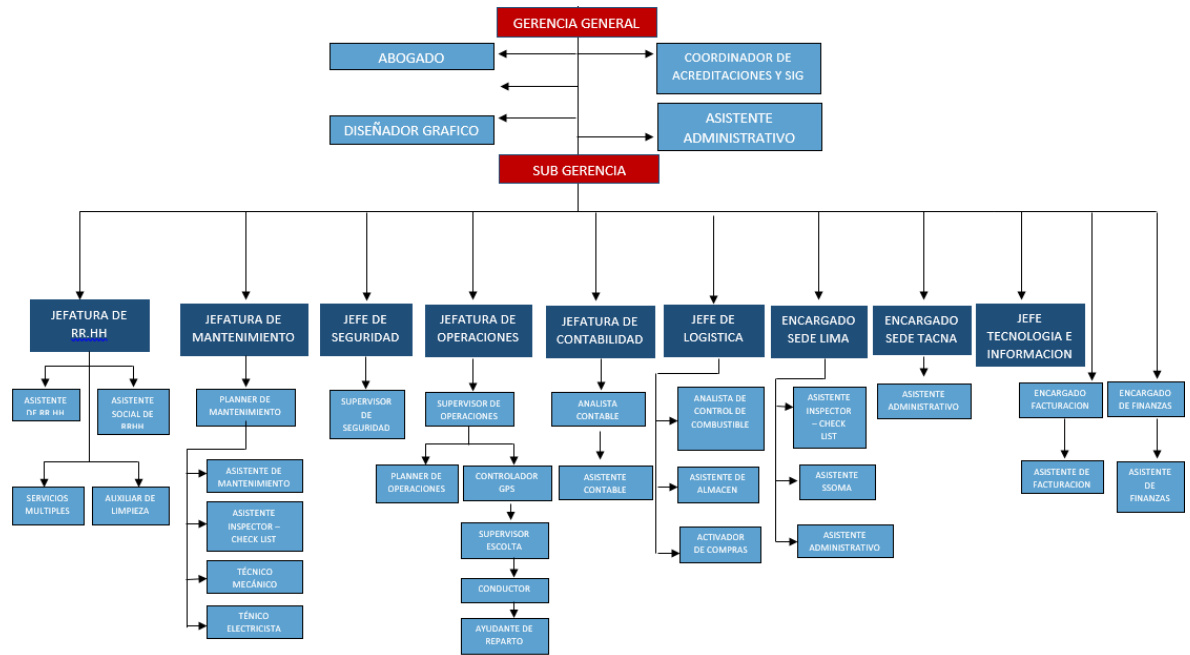 GERENCIA GENERAL
ABOGADO
COORDINADOR DE
ACREDITACIONES Y SIG
DISEÑADOR GRAFICO
ASISTENTE
ADMINISTRATIVO
SUB GERENCIA
JEFATURA DE
RR.HH
JEFATURA DE
MANTENIMIENTO
JEFE DE
SEGURIDAD
JEFATURA DE
OPERACIONES
JEFATURA DE
CONTABILIDAD
JEFE DE
LOGISTICA
ENCARGADO
SEDE LIMA
ENCARGADO
SEDE TACNA
JEFE
TECNOLOGIA E
INFORMACION
ASISTENTE
DE RR.HH
ASISTENTE
SOCIAL DE
RRHH
SERVICIOS
MULTIPLES
AUXILIAR DE
LIMPIEZA
PLANNER DE
MANTENIMIENTO
ASISTENTE DE
MANTENIMIENTO
ASISTENTE
INSPECTOR –
CHECK LIST
TÉCNICO
MECÁNICO
TÉNICO
ELECTRICISTA
SUPERVISOR
DE
SEGURIDAD
SUPERVISOR DE
OPERACIONES
PLANNER DE
OPERACIONES
CONTROLADOR
GPS
SUPERVISOR
ESCOLTA
CONDUCTOR
AYUDANTE DE
REPARTO
ANALISTA
CONTABLE
ASISTENTE
CONTABLE
ANALISTA DE
CONTROL DE
COMBUSTIBLE
ASISTENTE DE
ALMACEN
ACTIVADOR
DE COMPRAS
ASISTENTE
INSPECTOR
– CHECK
LIST
ASISTENTE
SSOMA
ASISTENTE
ADMINISTRATIVO
ASISTENTE
ADMINISTRATIVO
ENCARGADO
FACTURACION
ASISTENTE DE
FACTURACION
ENCARGADO
DE FINANZAS
ASISTENTE
DE
FINANZAS